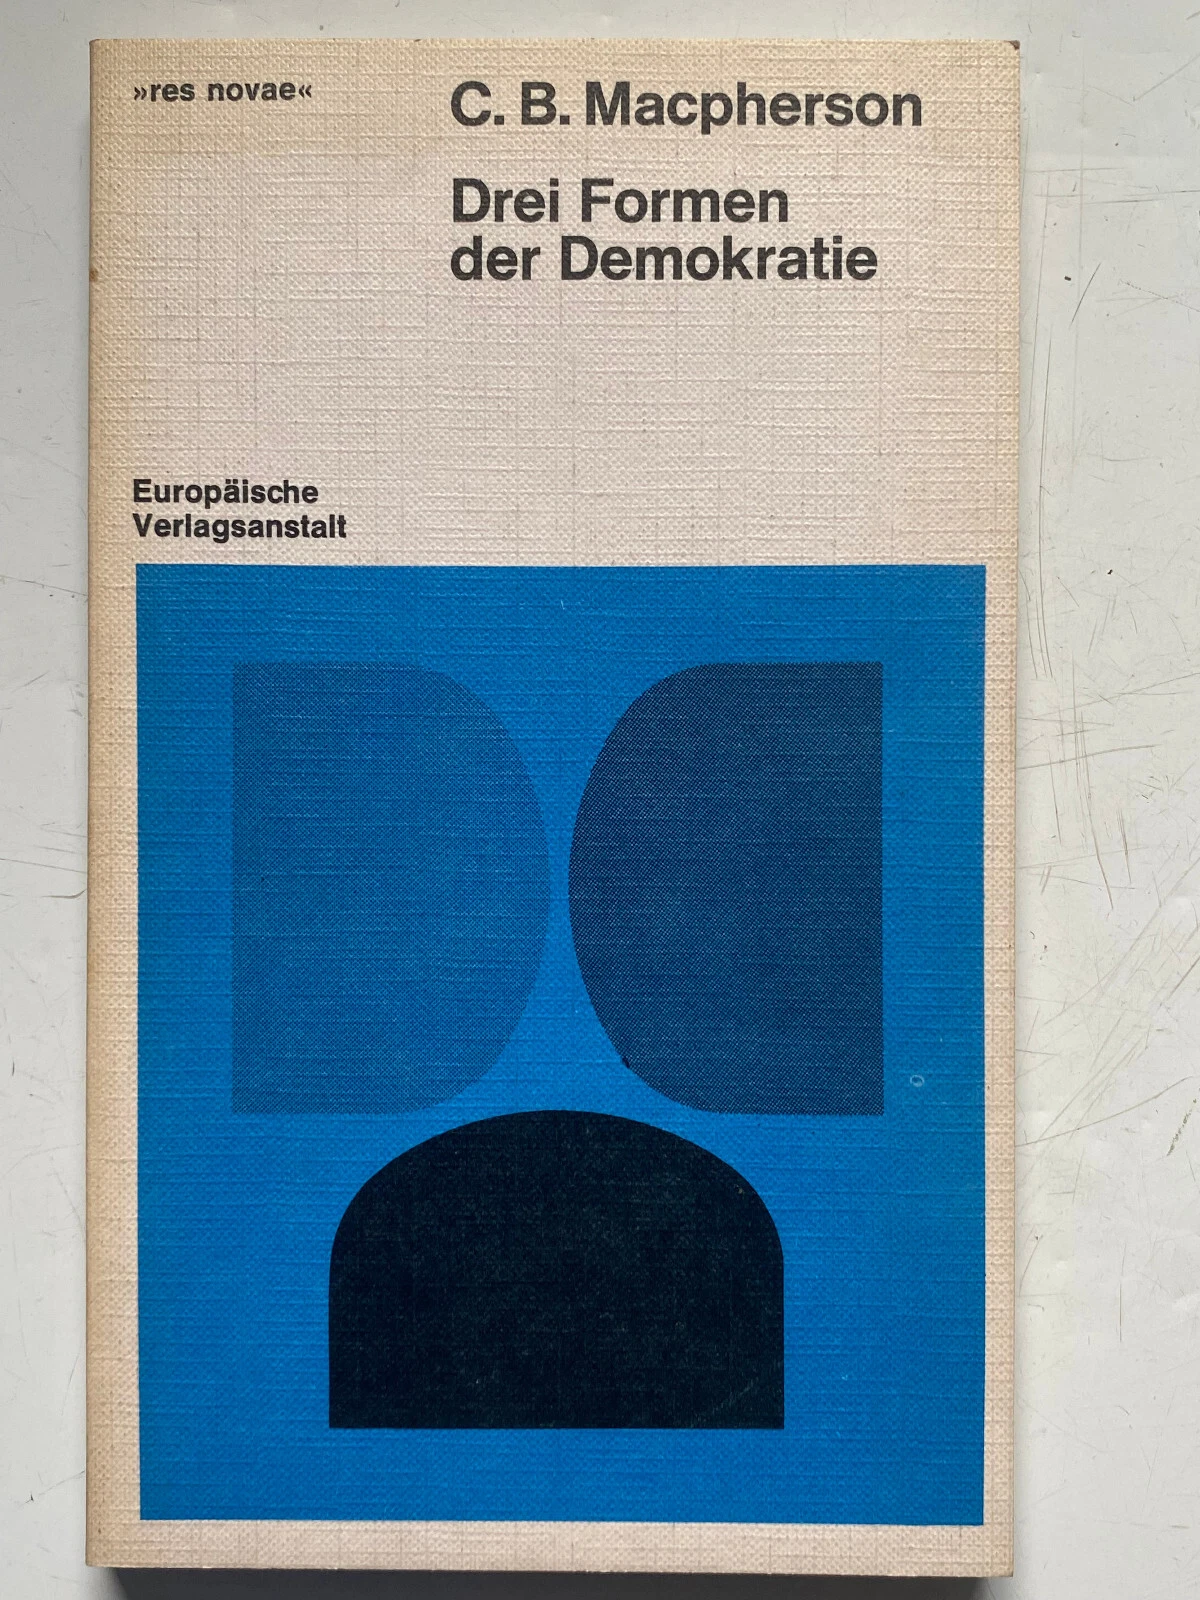 »res novae«
C. B. Macpherson
Drei Formen
der Demokratie
Europäische
Verlagsanstalt